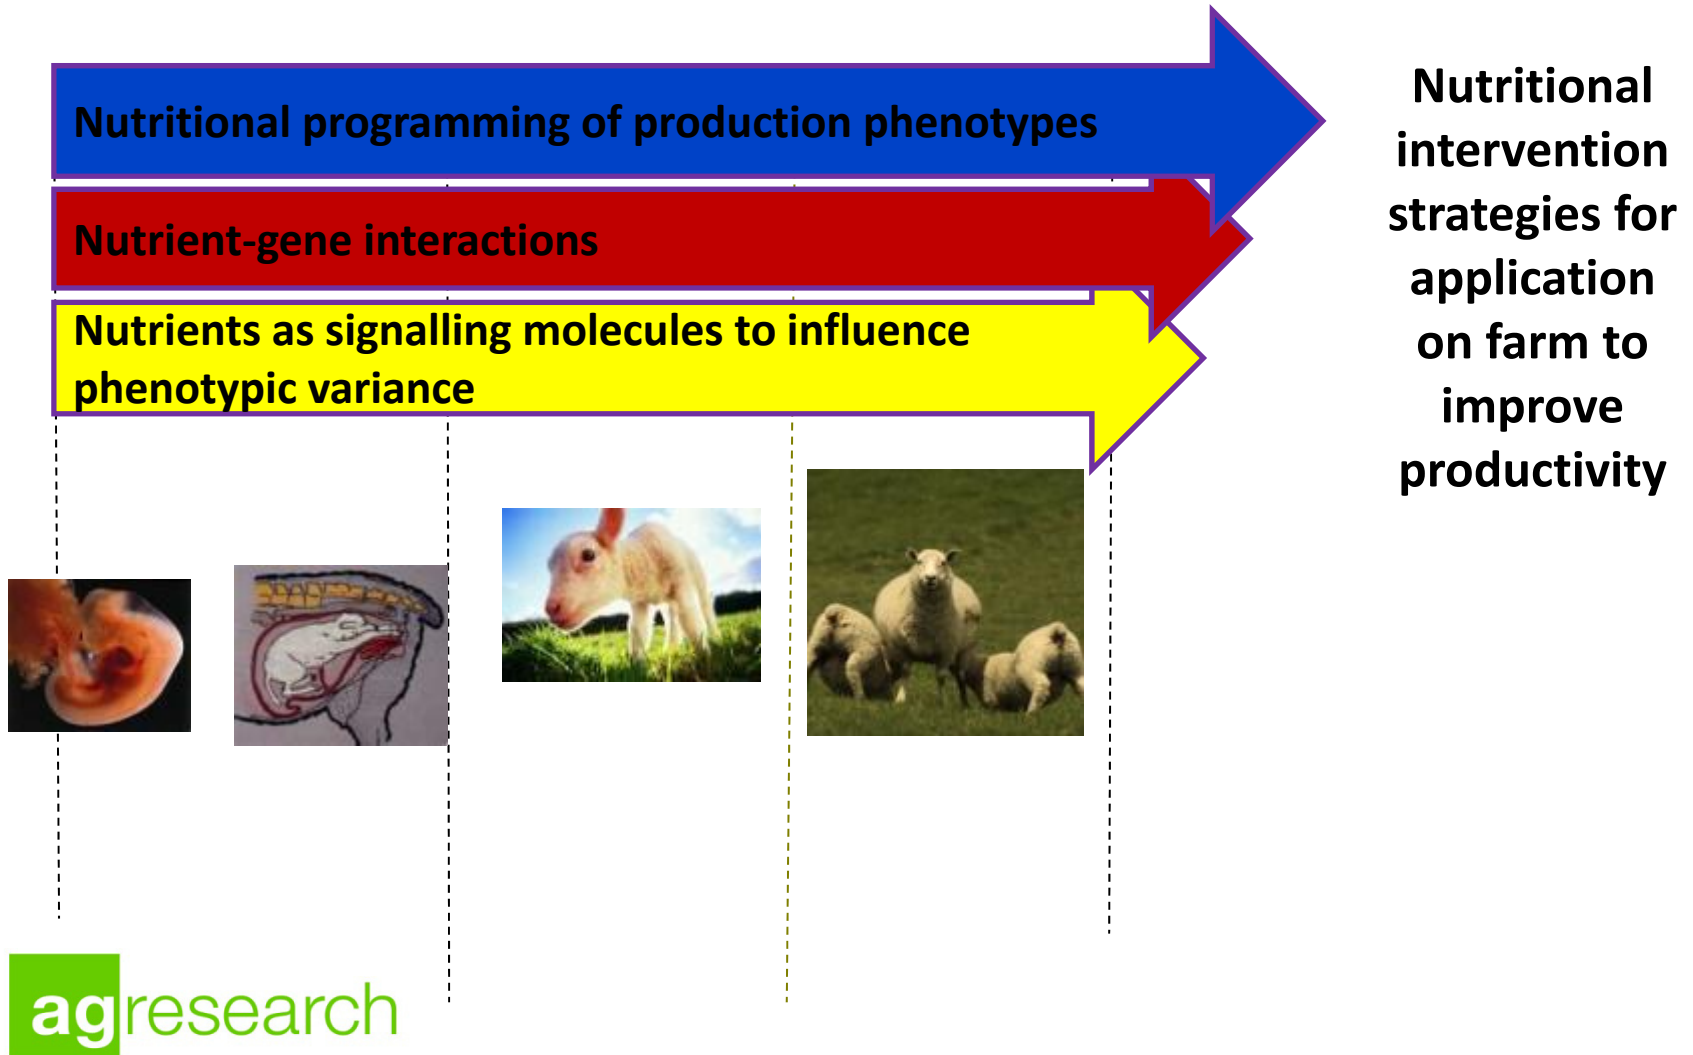 Nutritional programming of production phenotypes
Nutrient-gene interactions
Nutrients as signalling molecules to influence
phenotypic variance
Nutritional
intervention
strategies for
application
on farm to
improve
productivity
agresearch